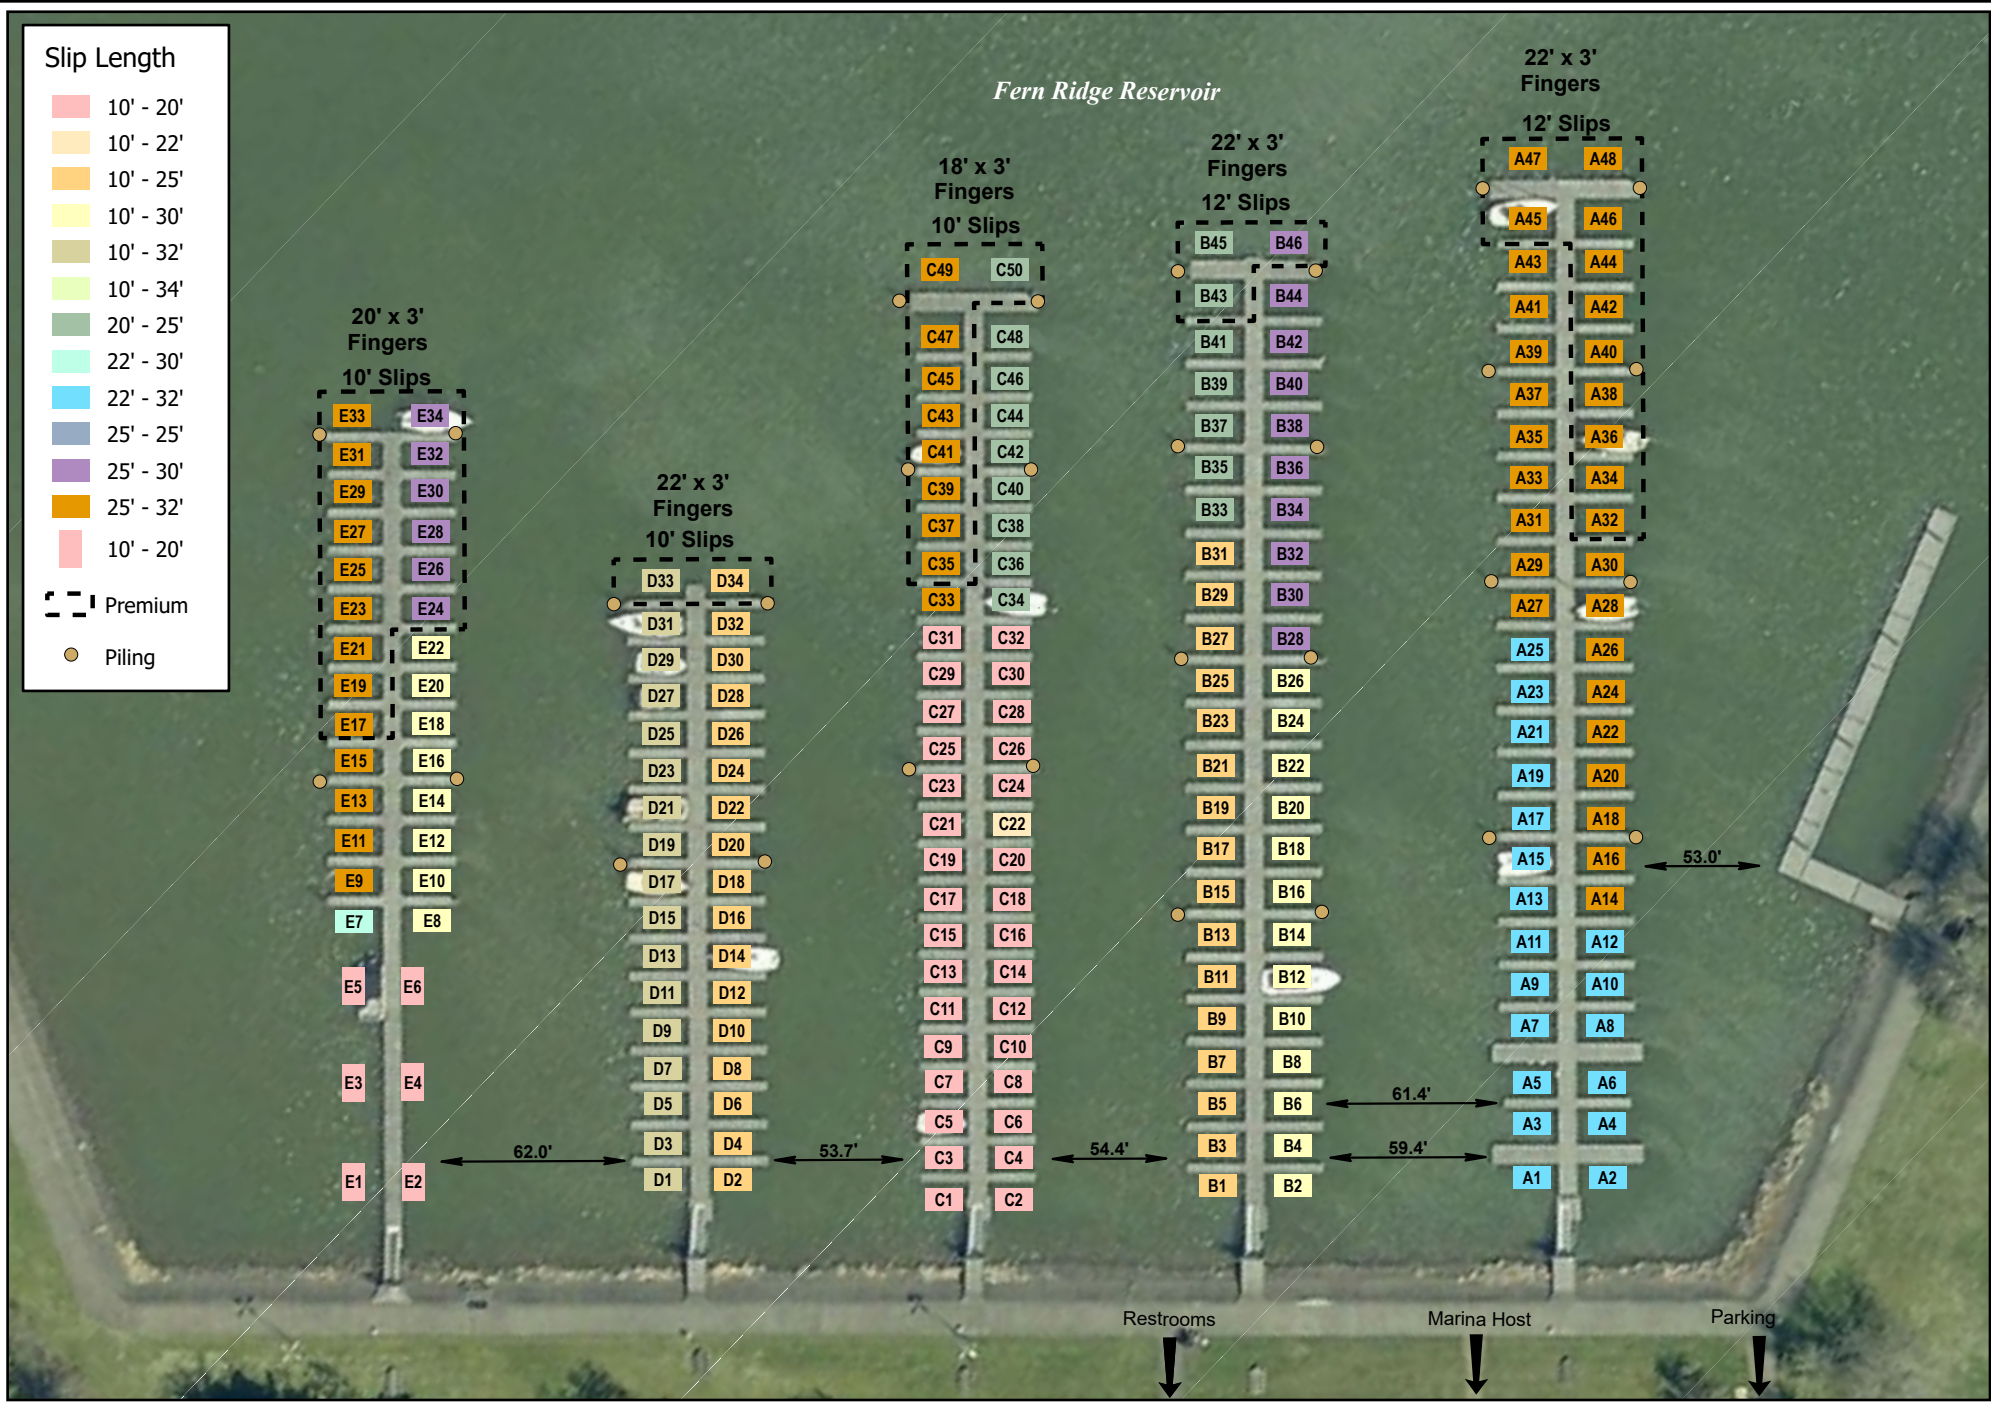 Slip Length
10' - 20'
10' - 22'
10' - 25'
10' - 30'
10' - 32'
10' - 34'
20' - 25'
22' - 30'
22' - 32'
25' - 25'
25' - 30'
25' - 32'
10' - 20'
Premium
Piling
Fern Ridge Reservoir
20' x 3'
Fingers
10' Slips
E33 E34
E31 E32
E29 E30
E27 E28
E25 E26
E23 E24
E21 E22
E19 E20
E17 E18
E15 E16
E13 E14
E11 E12
E9 E10
E7 E8
E5 E6
E3 E4
E1 E2
62.0'
22' x 3'
Fingers
10' Slips
D33 D34
D31 D32
D29 D30
D27 D28
D25 D26
D23 D24
D21 D22
D19 D20
D17 D18
D15 D16
D13 D14
D11 D12
D9 D10
D7 D8
D5 D6
D3 D4
D1 D2
53.7'
18' x 3'
Fingers
10' Slips
C49 C50
C47 C48
C45 C46
C43 C44
C41 C42
C39 C40
C37 C38
C35 C36
C33 C34
C31 C32
C29 C30
C27 C28
C25 C26
C23 C24
C21 C22
C19 C20
C17 C18
C15 C16
C13 C14
C11 C12
C9 C10
C7 C8
C5 C6
C3 C4
C1 C2
54.4'
22' x 3'
Fingers
12' Slips
B45 B46
B43 B44
B41 B42
B39 B40
B37 B38
B35 B36
B33 B34
B31 B32
B29 B30
B27 B28
B25 B26
B23 B24
B21 B22
B19 B20
B17 B18
B15 B16
B13 B14
B11 B12
B9 B10
B7 B8
B5 B6
B3 B4
B1 B2
61.4'
59.4'
22' x 3'
Fingers
12' Slips
A47 A48
A45 A46
A43 A44
A41 A42
A39 A40
A37 A38
A35 A36
A33 A34
A31 A32
A29 A30
A27 A28
A25 A26
A23 A24
A21 A22
A19 A20
A17 A18
A15 A16
A13 A14
A11 A12
A9 A10
A7 A8
A5 A6
A3 A4
A1 A2
53.0'
Restrooms
Marina Host
Parking